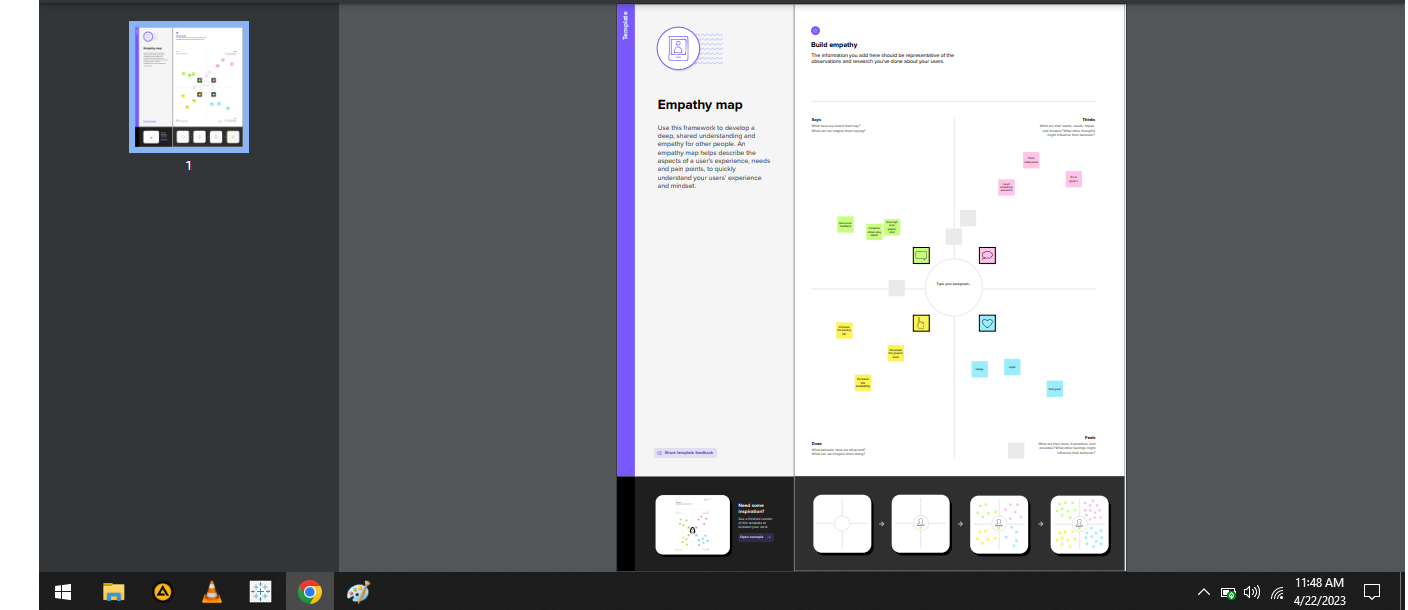 Template
1
Empathy map
Use this framework to develop a
deep, shared understanding and
empathy for other people. An
empathy map helps describe the
aspects of a user's experience, needs
and pain points, to quickly
understand your users' experience
and mindset.
Share template feedback
Build empathy
The information you add here should be representative of the
observations and research you've done about your users.
Says
What have we heard them say?
What can we imagine them saying?
Thinks
What are their wants, needs, hopes,
and dreams? What other thoughts
might influence their behavior?
Type your paragraph...
Does
What behavior have we observed?
What can we imagine them doing?
Feels
What are their fears, frustrations, and
anxieties? What other feelings might
influence their behavior?
Need some
inspiration?
See a finished version
of this template to
kickstart your work.
Open example
11:48 AM
4/22/2023